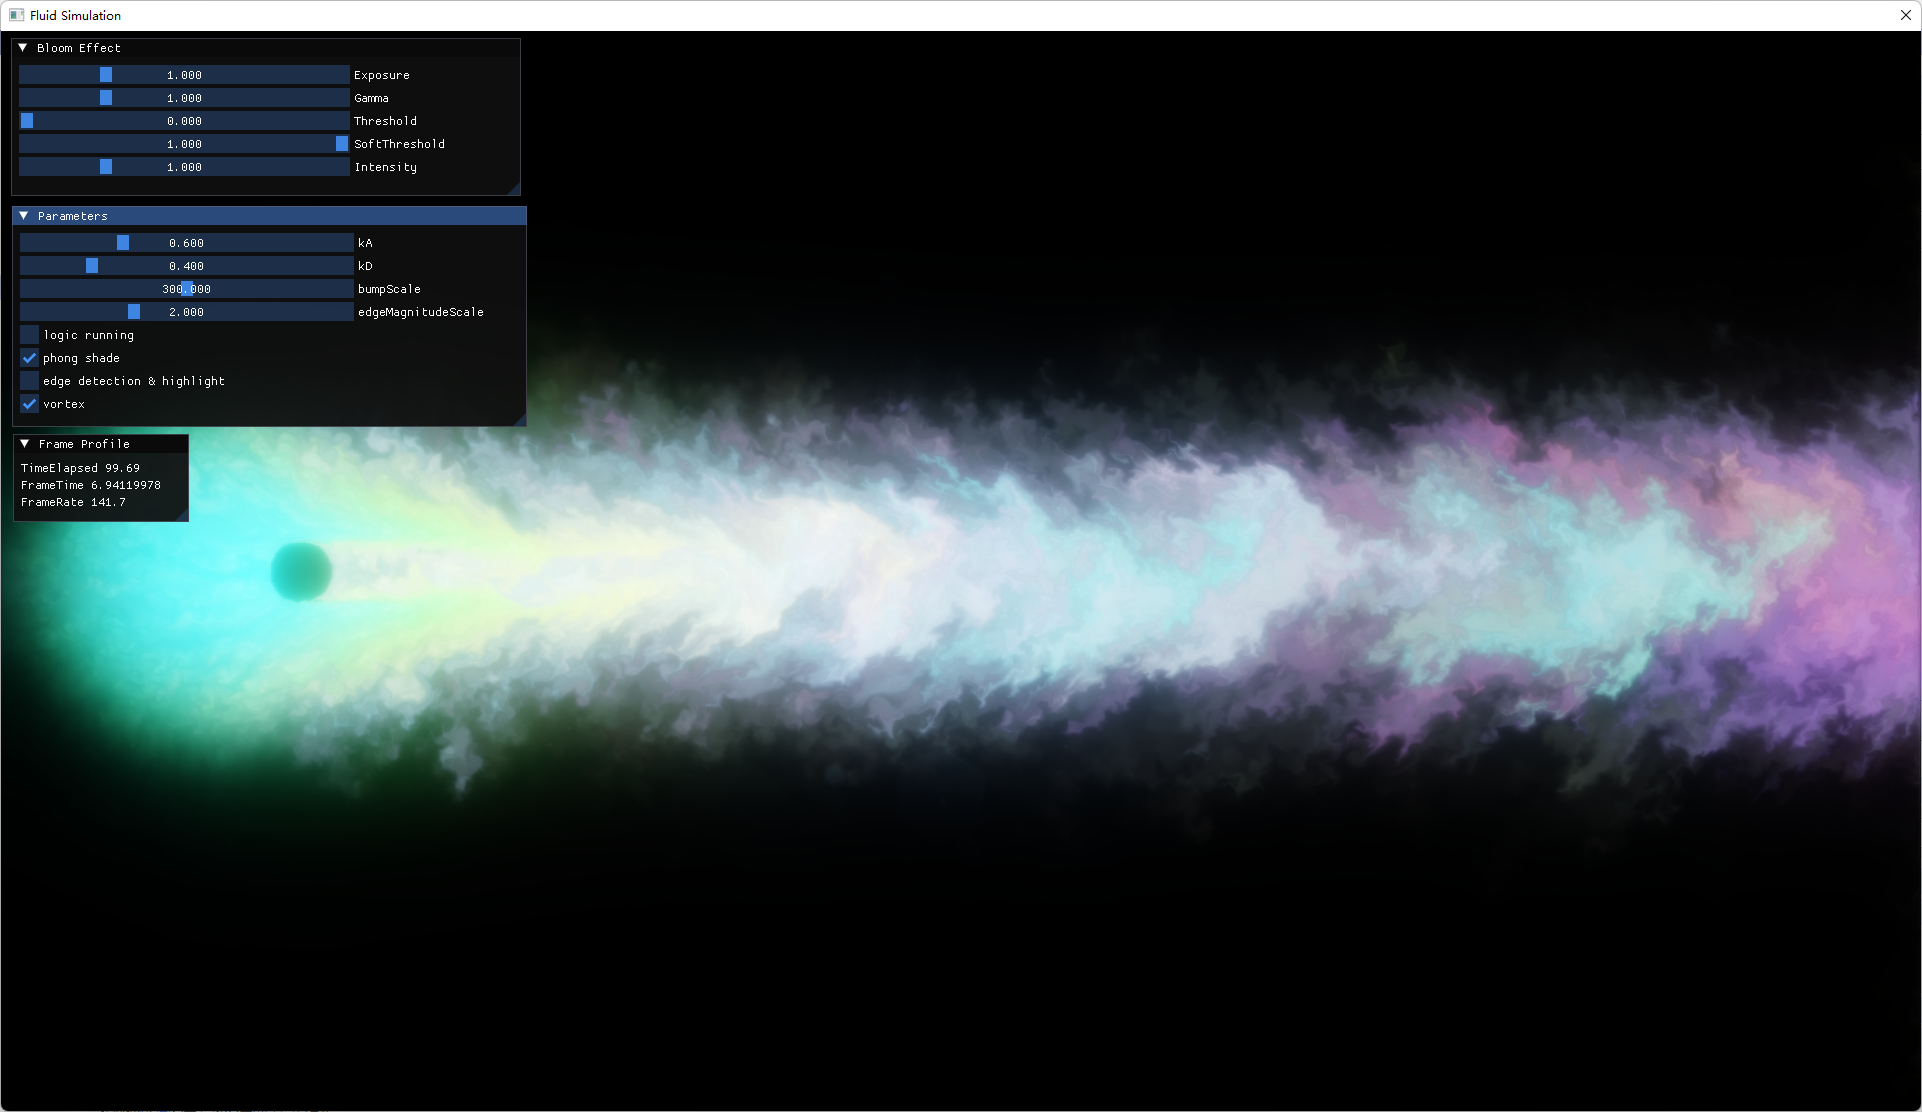 Fluid Simulation
Bloom Effect
1.000 Exposure
1.000 Gamma
0.000 Threshold
1.000 SoftThreshold
1.000 Intensity
Parameters
0.600 kA
0.400 kD
300.000 bumpScale
2.000 edgeMagnitudeScale
logic running
phong shade
edge detection & highlight
vortex
Frame Profile
TimeElapsed 99.69
FrameTime 6.94119978
FrameRate 141.7